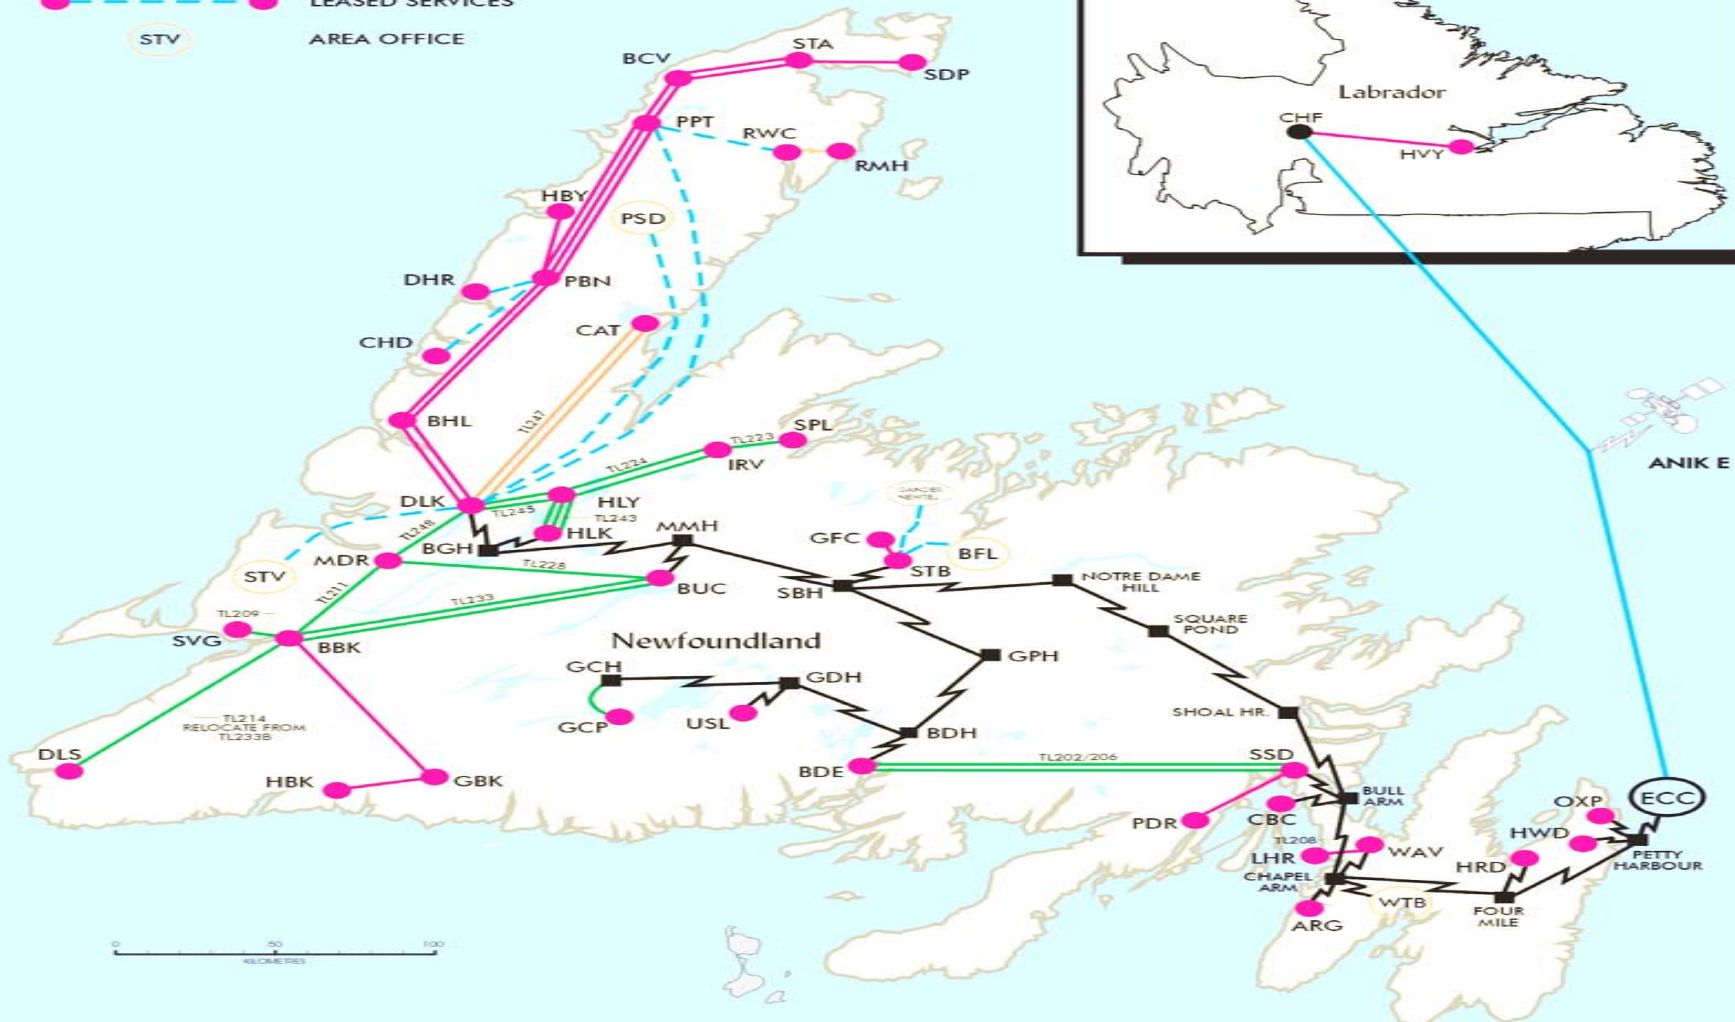 LEASED SERVICES
STV
AREA OFFICE
STA
BCV
SDP
PPT
RWC
RMH
HBY
PSD
DHR
PBN
CAT
CHD
TL247
BHL
SPL
TL223
IRV
TL224
DLK
HLY
TL245
TL243
HLK
TL248
MMH
BGH
GFC
BFL
STB
MDR
TL228
STV
BUC
SBH
NOTRE DAME
HILL
TL211
TL233
TL209
SVG
BBK
SQUARE
POND
Newfoundland
GPH
GCH
GDH
GCP
USL
SHOAL HR.
TL214
RELOCATE FROM
TL233B
BDH
DLS
HBK
GBK
BDE
TL202/206
SSD
BULL
ARM
PDR
CBC
TL208
LHR
WAV
CHAPEL
ARM
WTB
ARG
HRD
FOUR
MILE
OXP
HWD
ECC
PETTY
HARBOUR
Labrador
CHF
HVY
ANIK E
0 50 100
KILOMETRES